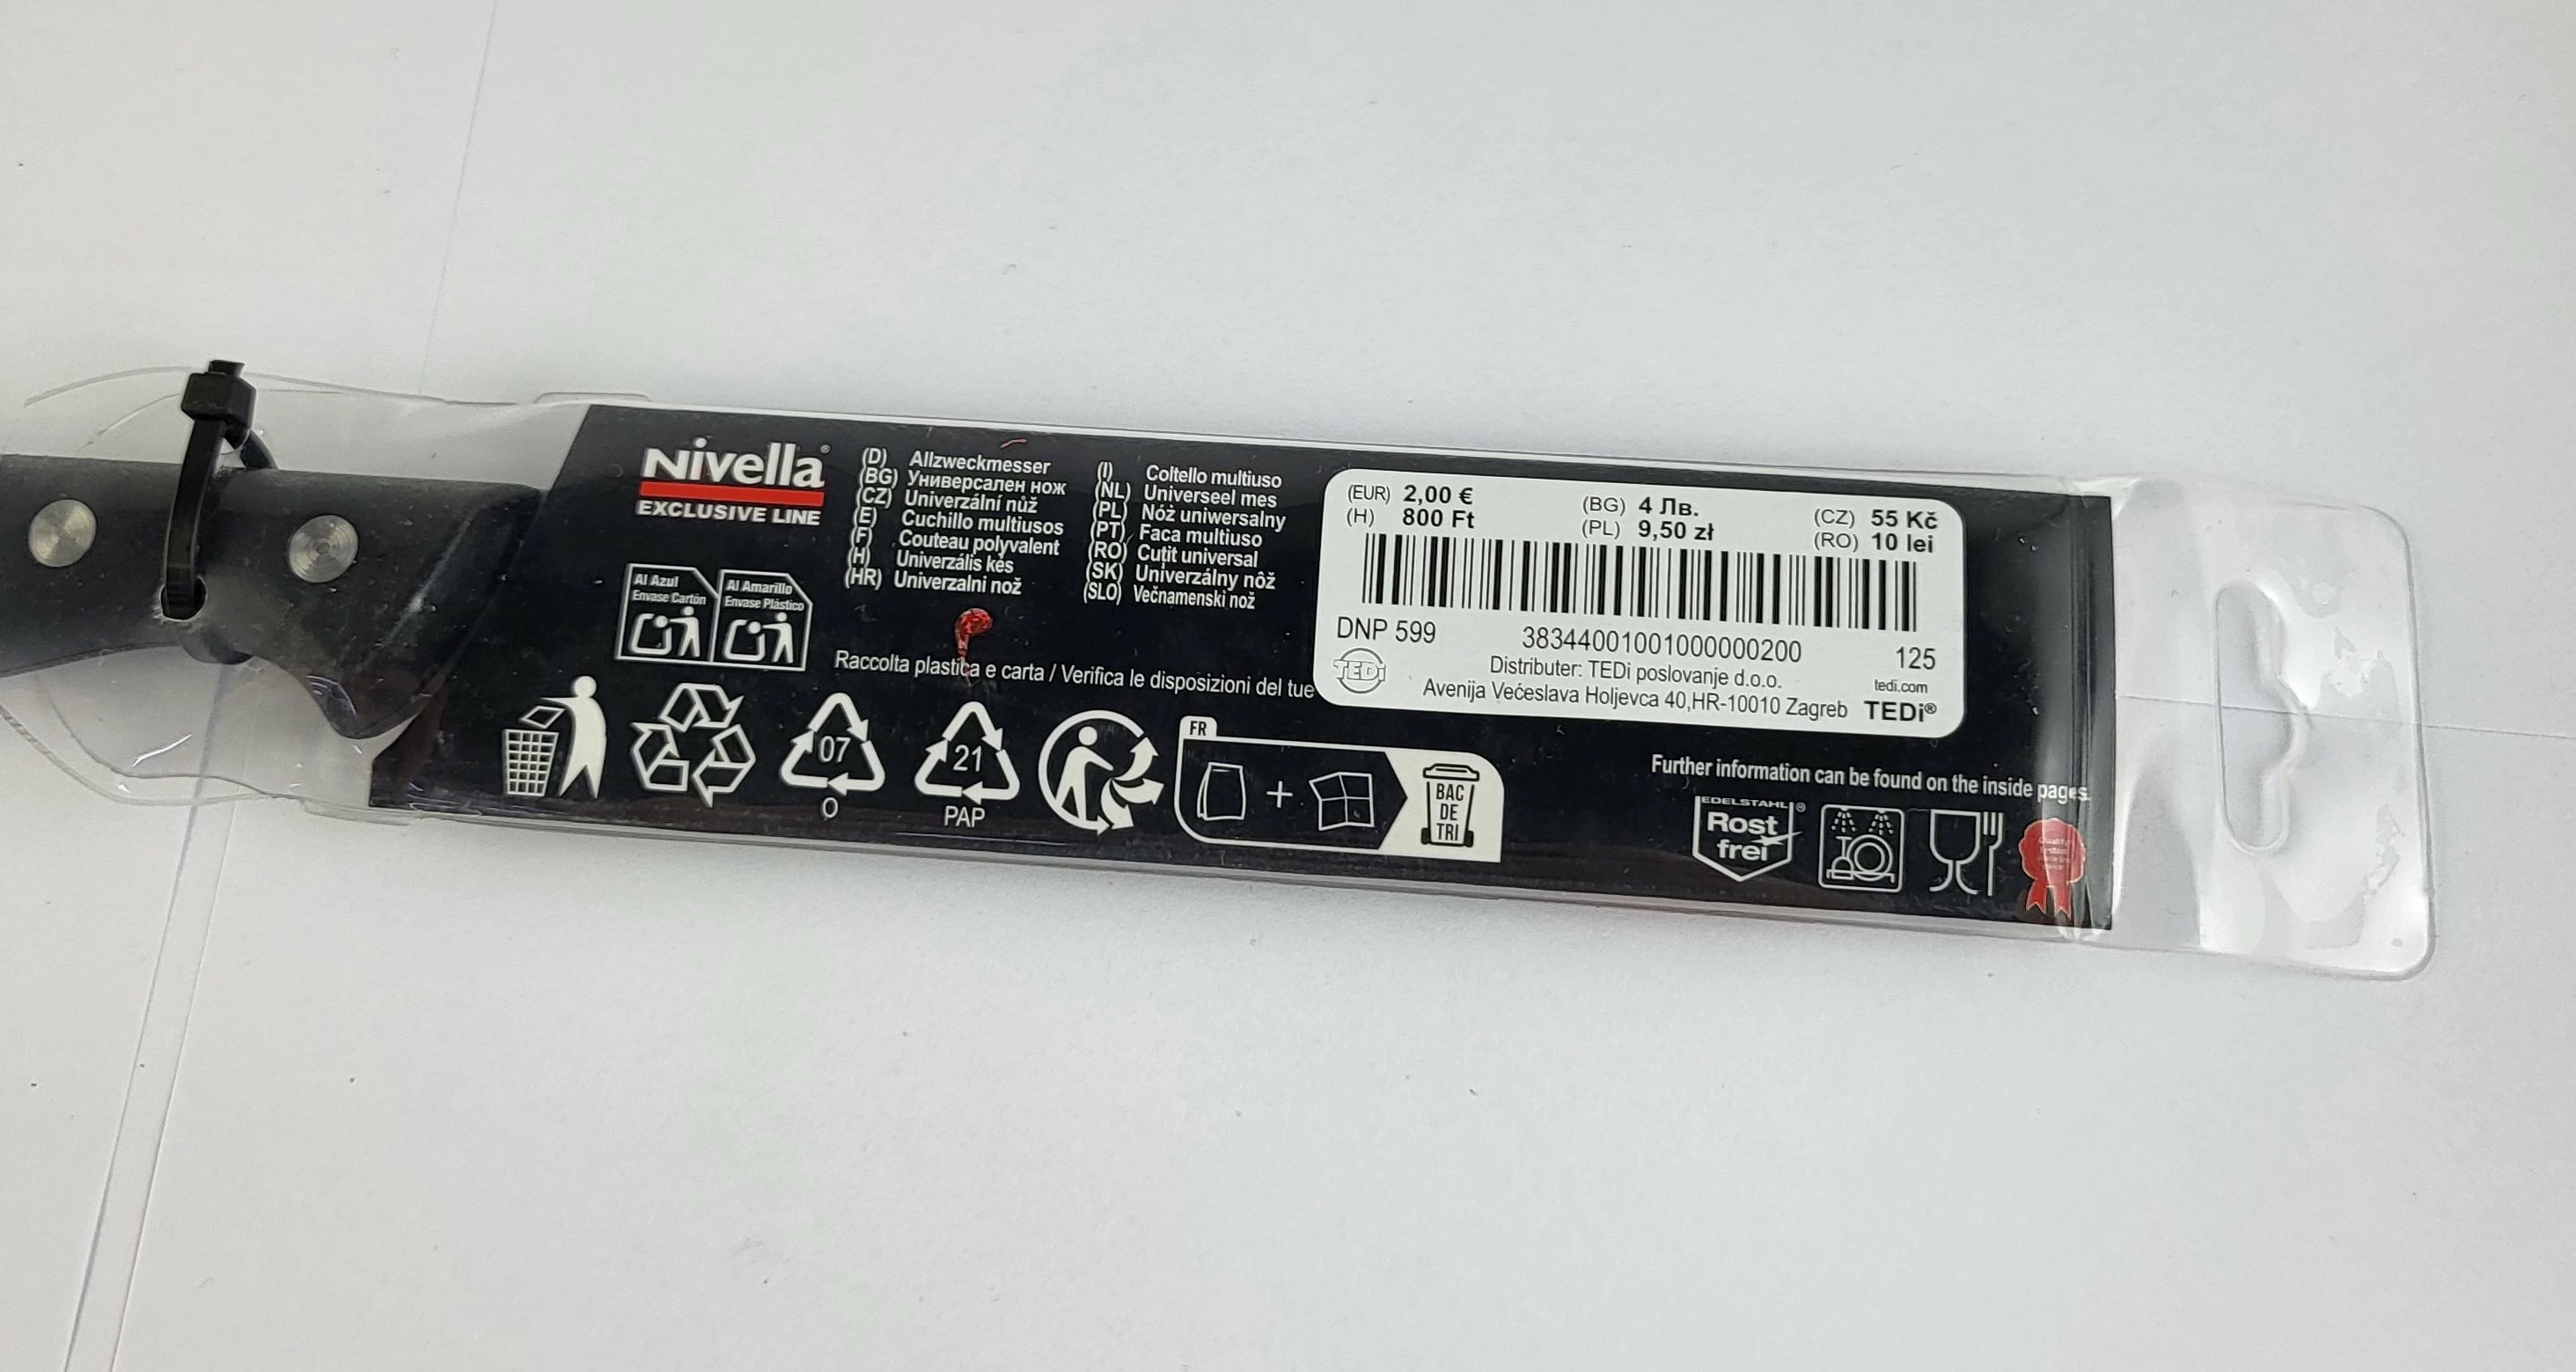 Nivella®
EXCLUSIVE LINE
(D) Allzweckmesser
(BG) Универсален нож
(CZ) Univerzální nůž
(E) Cuchillo multiusos
(F) Couteau polyvalent
(H) Univerzális kés
(HR) Univerzalni nož
(I) Coltello multiuso
(NL) Universeel mes
(PL) Nóż uniwersalny
(PT) Faca multiuso
(RO) Cuțit universal
(SK) Univerzálny nôž
(SLO) Večnamenski nož
(EUR) 2,00 € (BG) 4 Лв. (CZ) 55 Kč
(H) 800 Ft (PL) 9,50 zł (RO) 10 lei
DNP 599 38344001001000000200 125
TEDi
Distributer: TEDi poslovanje d.o.o. tedi.com
Avenija Većeslava Holjevca 40,HR-10010 Zagreb TEDi®
Al Azul
Envase Cartón
Al Amarillo
Envase Plástico
Raccolta plastica e carta / Verifica le disposizioni del tue
07
O
21
PAP
FR
+
BAC
DE
TRI
Further information can be found on the inside pages.
EDELSTAHL®
Rost
frei